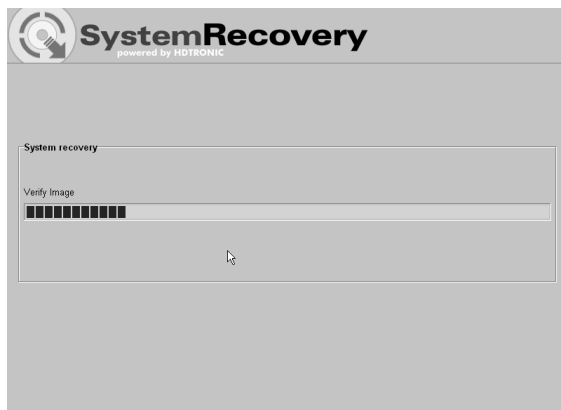 SystemRecovery
powered by HDTRONIC
System recovery
Verify Image